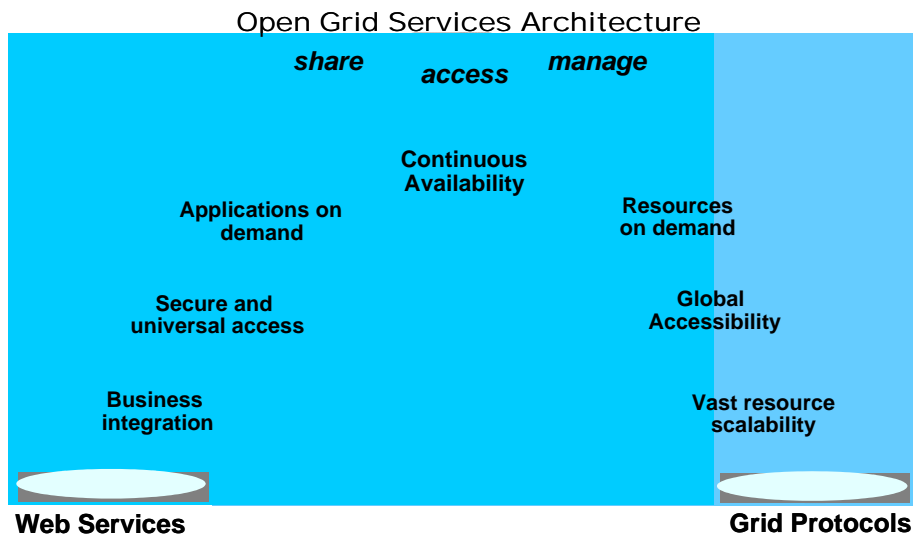 Open Grid Services Architecture
share access manage
Continuous
Availability
Applications on
demand
Resources
on demand
Secure and
universal access
Global
Accessibility
Business
integration
Vast resource
scalability
Web Services
Grid Protocols